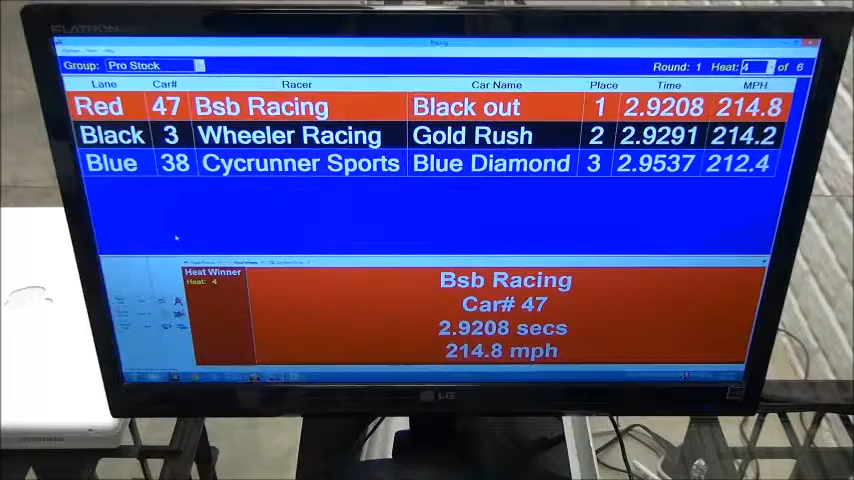 FLATRON
Racing
Group: Pro Stock Round: 1 Heat: 4 of 6
Lane Car# Racer Car Name Place Time MPH
Red 47 Bsb Racing Black out 1 2.9208 214.8
Black 3 Wheeler Racing Gold Rush 2 2.9291 214.2
Blue 38 Cycrunner Sports Blue Diamond 3 2.9537 212.4
Heat Winner
Heat: 4
Bsb Racing
Car# 47
2.9208 secs
214.8 mph
LG